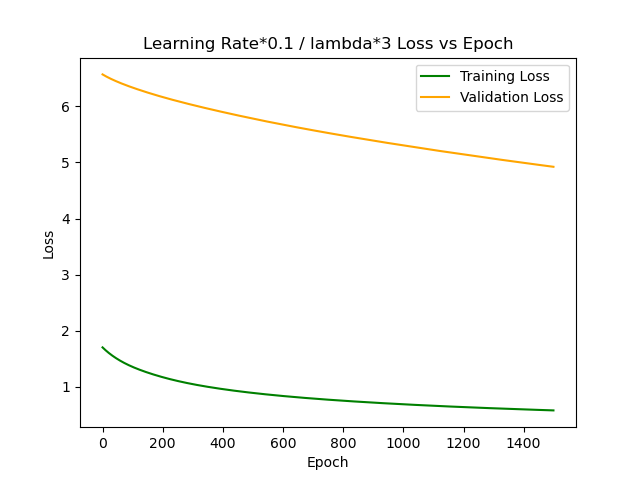 Learning Rate*0.1 / lambda*3 Loss vs Epoch
Training Loss
Validation Loss
6
5
4
3
2
1
Loss
0 200 400 600 800 1000 1200 1400
Epoch